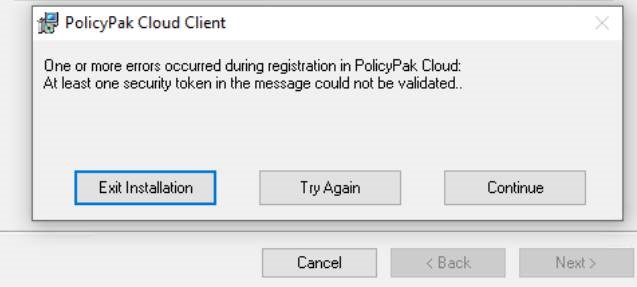 PolicyPak Cloud Client
One or more errors occurred during registration in PolicyPak Cloud:
At least one security token in the message could not be validated..
Exit Installation
Try Again
Continue
Cancel
< Back
Next >